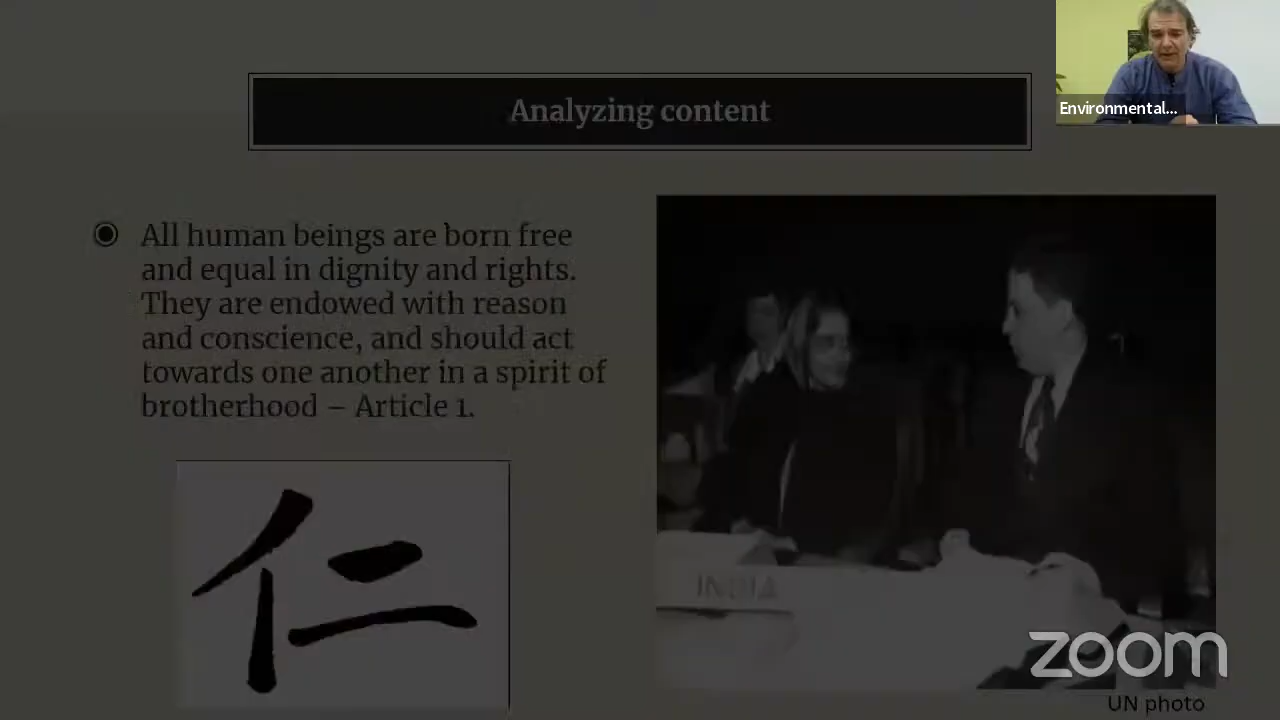 Analyzing content
Environmental...
All human beings are born free
and equal in dignity and rights.
They are endowed with reason
and conscience, and should act
towards one another in a spirit of
brotherhood – Article 1.
仁
INDIA
zoom
UN photo